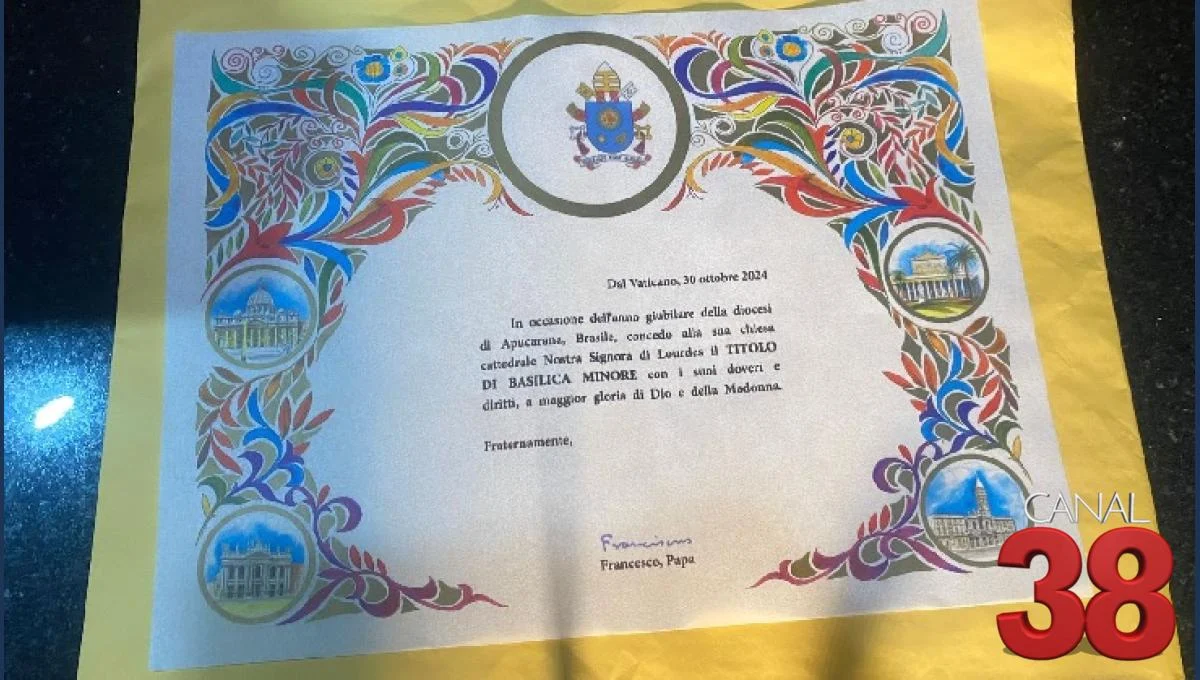 Dal Vaticano, 30 ottobre 2024
In occasione dell'anno giubilare della diocesi
di Apucarana, Brasile, concedo alla sua chiesa
cattedrale Nostra Signora di Lourdes il TITOLO
DI BASILICA MINORE con i suoi doveri e
diritti, a maggior gloria di Dio e della Madonna.
Fraternamente,
Franciscus
Francesco, Papa
CANAL
38